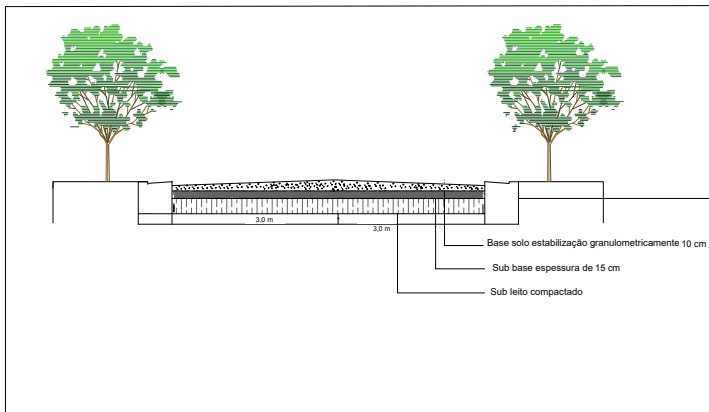 3,0 m
3,0 m
Base solo estabilização granulometricamente 10 cm
Sub base espessura de 15 cm
Sub leito compactado